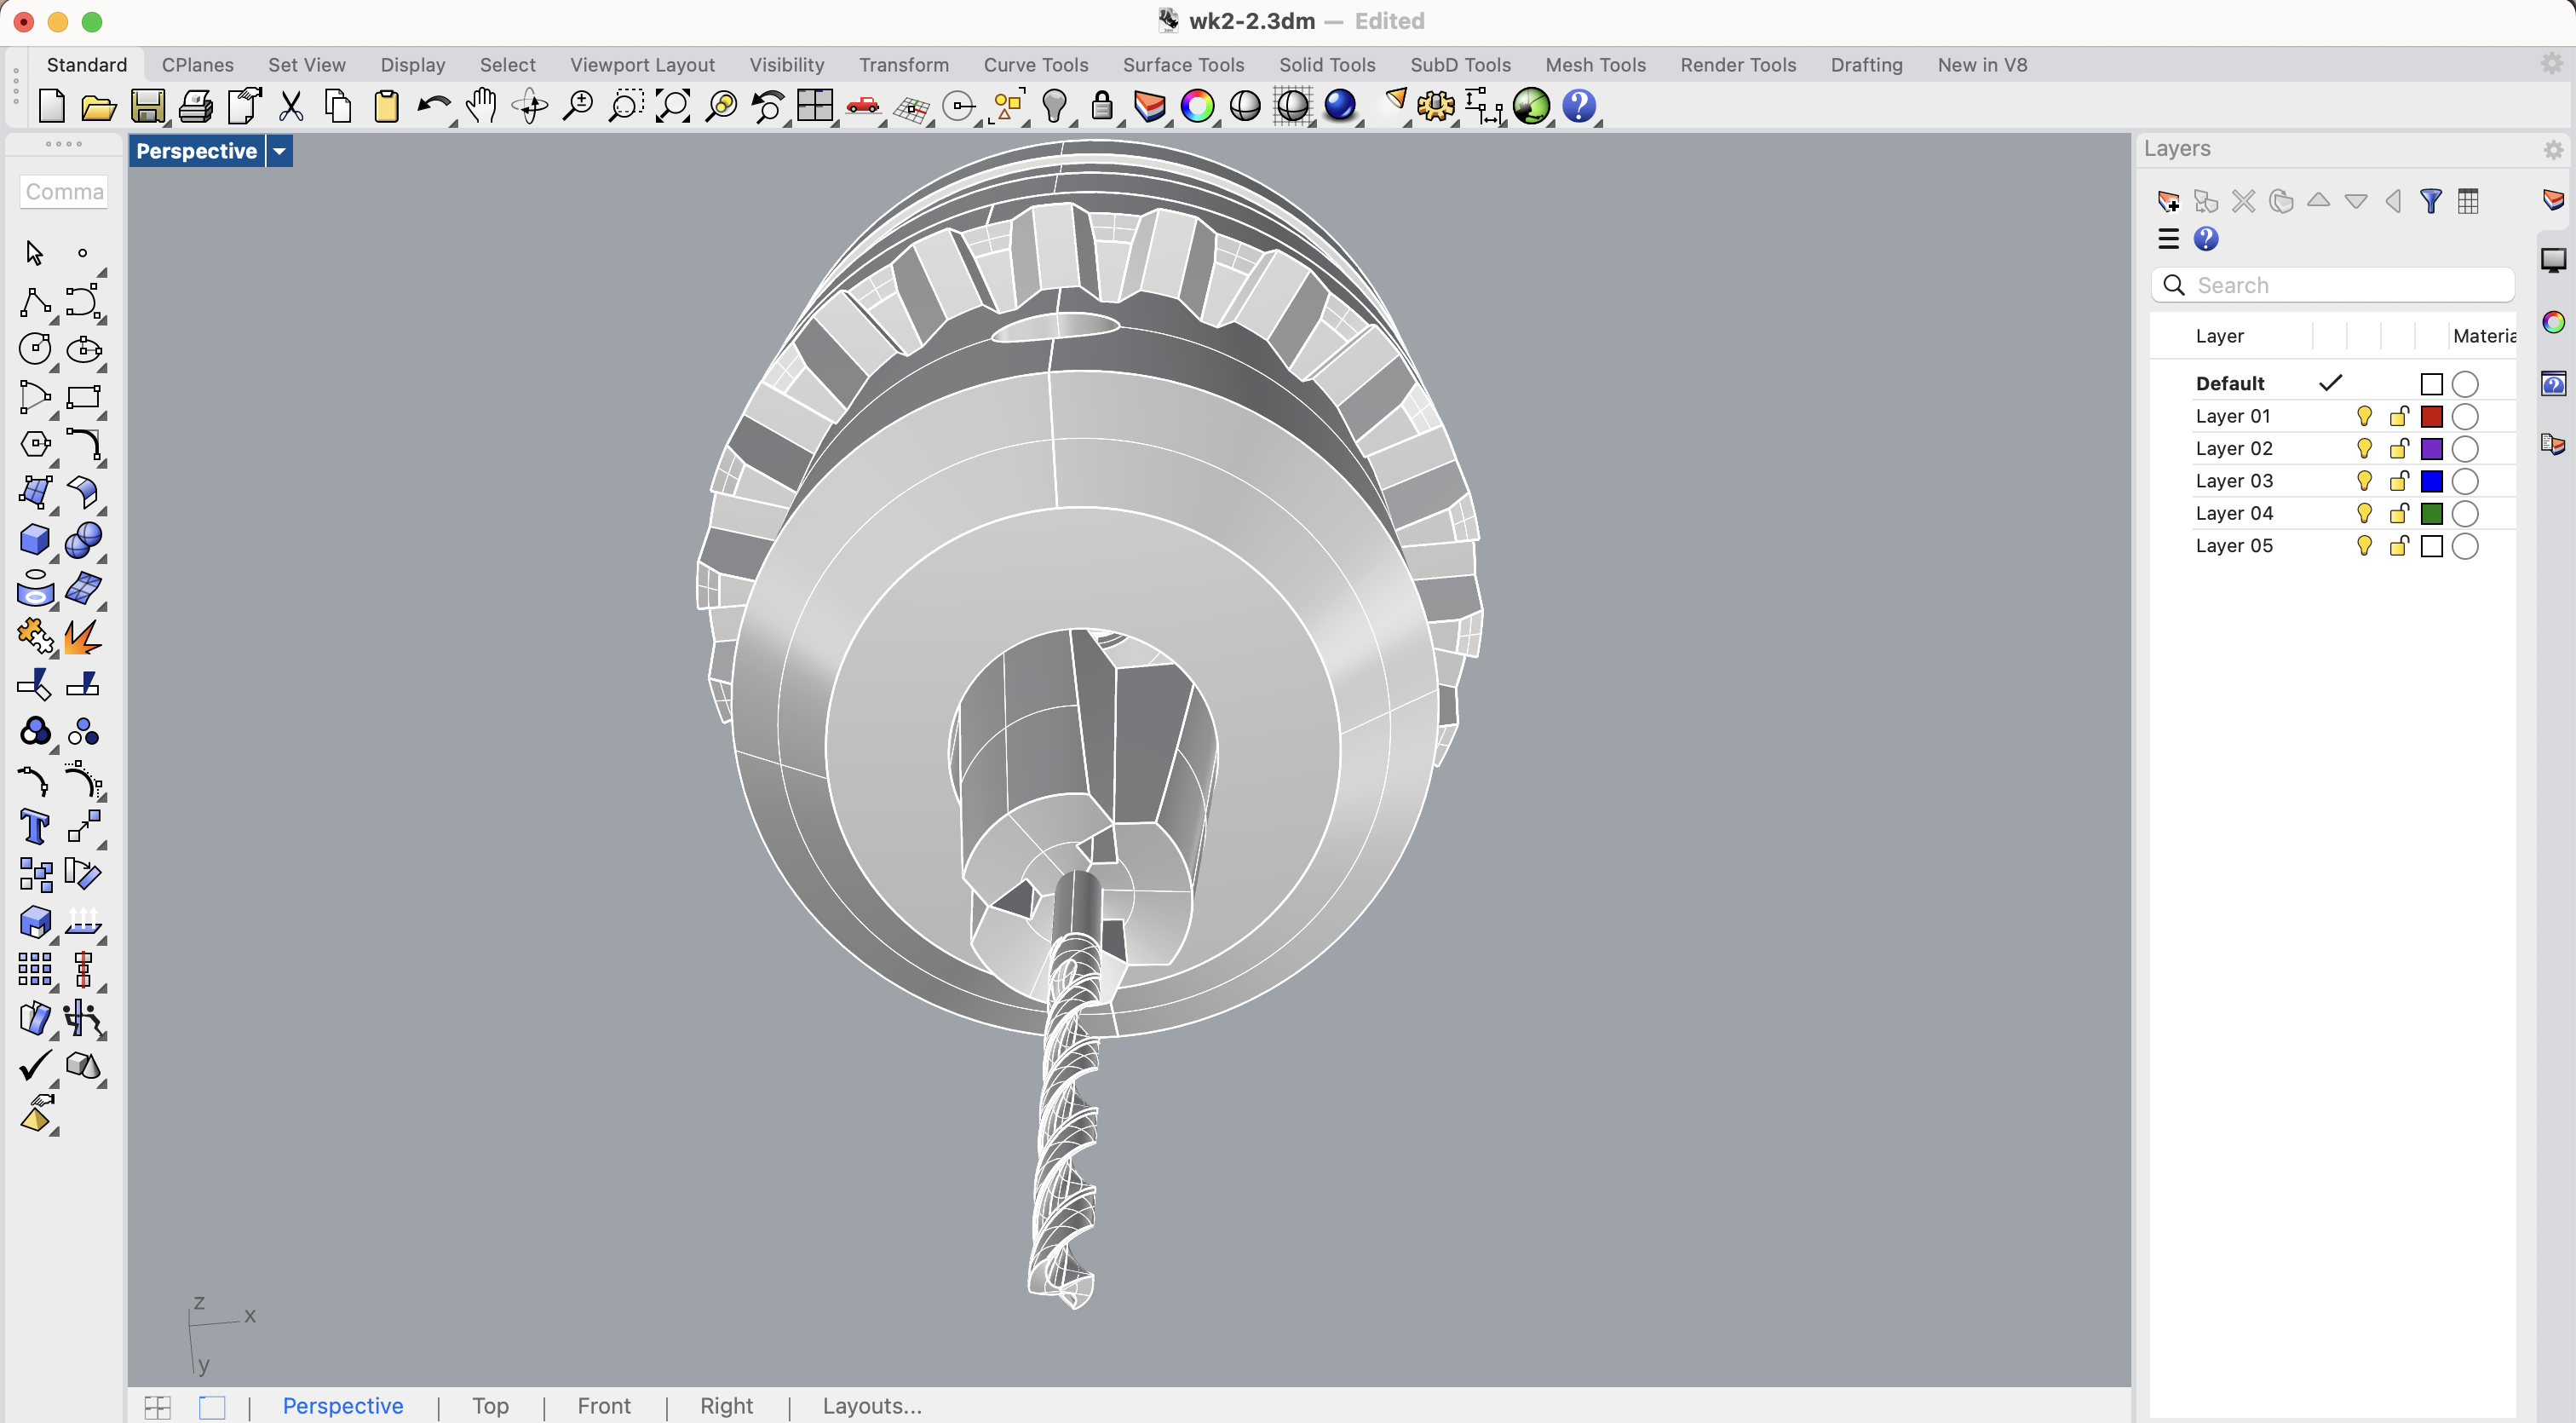 wk2-2.3dm — Edited
Standard CPlanes Set View Display Select Viewport Layout Visibility Transform Curve Tools Surface Tools Solid Tools SubD Tools Mesh Tools Render Tools Drafting New in V8
Perspective
Comma
Layers
Search
Layer Materia
Default
Layer 01
Layer 02
Layer 03
Layer 04
Layer 05
z
x
y
Perspective | Top | Front | Right | Layouts...